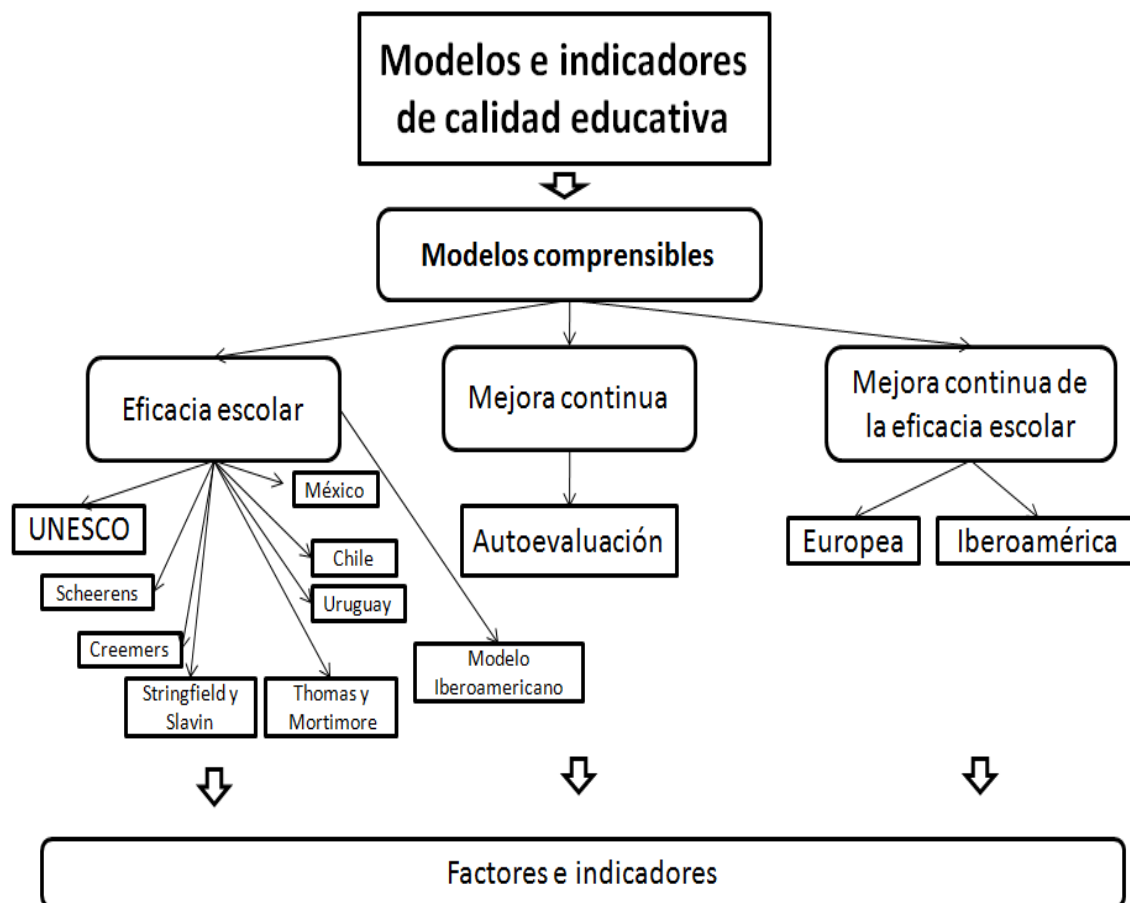 Modelos e indicadores
de calidad educativa
Modelos comprensibles
Eficacia escolar
Mejora continua
Mejora continua de
la eficacia escolar
México
UNESCO
Chile
Autoevaluación
Europea
Iberoamérica
Scheerens
Uruguay
Creemers
Modelo
Iberoamericano
Stringfield y
Slavin
Thomas y
Mortimore
Factores e indicadores